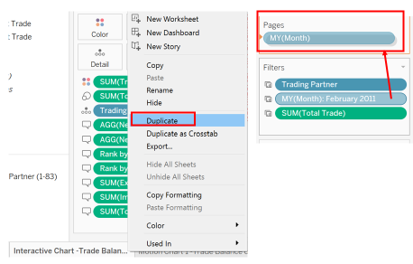 Trade
: Trade
Partner (1-83)
Color
Detail
SUM(T
SUM(To
Trading
AGG(Ne
AGG(Ne
Rank by
Rank by
SUM(Ex
SUM(Im
SUM(To
New Worksheet
New Dashboard
New Story
Copy
Paste
Rename
Hide
Duplicate
Duplicate as Crosstab
Export...
Hide All Sheets
Unhide All Sheets
Copy Formatting
Paste Formatting
Color
Used In
Pages
MY(Month)
Filters
Trading Partner
MY(Month): February 2011
SUM(Total Trade)
Interactive Chart -Trade Balan...
Motion Chart 1 -Trade Balance